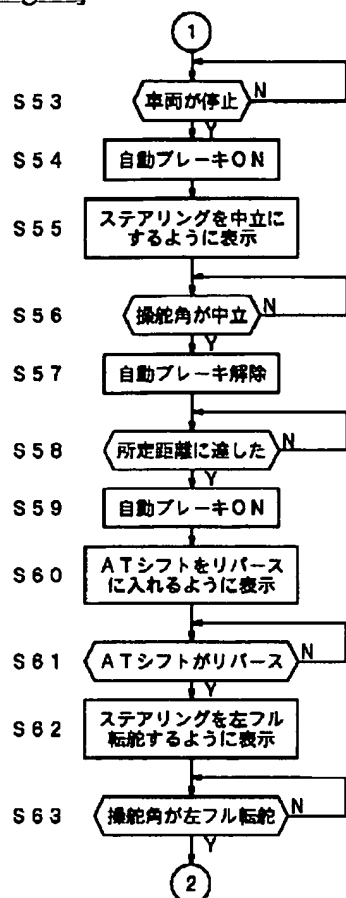 1
S53 車両が停止 N
Y
S54 自動ブレーキON
S55 ステアリングを中立に
するように表示
S56 操舵角が中立 N
Y
S57 自動ブレーキ解除
S58 所定距離に達した N
Y
S59 自動ブレーキON
S60 ATシフトをリバース
に入れるように表示
S61 ATシフトがリバース N
Y
S62 ステアリングを左フル
転舵するように表示
S63 操舵角が左フル転舵 N
Y
2